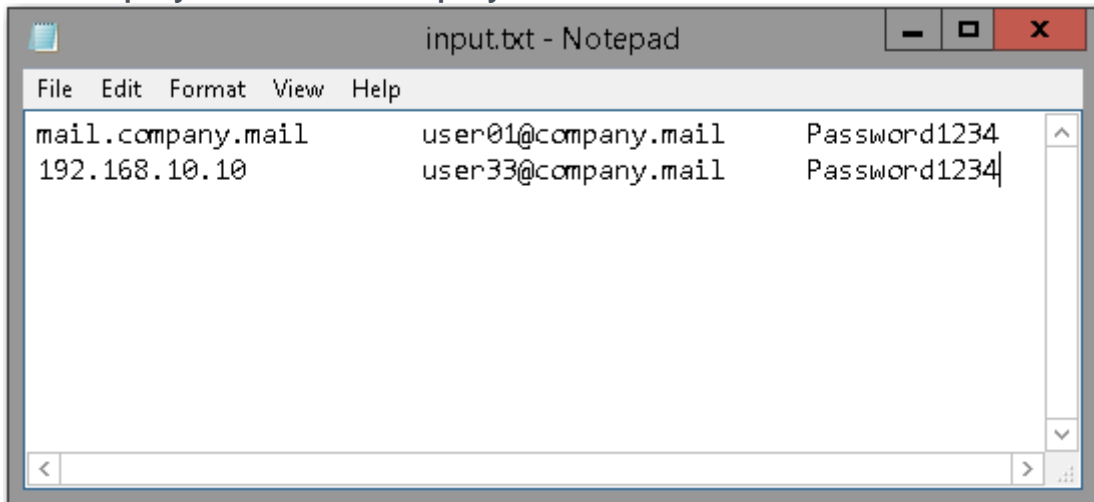 input.txt - Notepad
File Edit Format View Help
mail.company.mail user01@company.mail Password1234
192.168.10.10 user33@company.mail Password1234